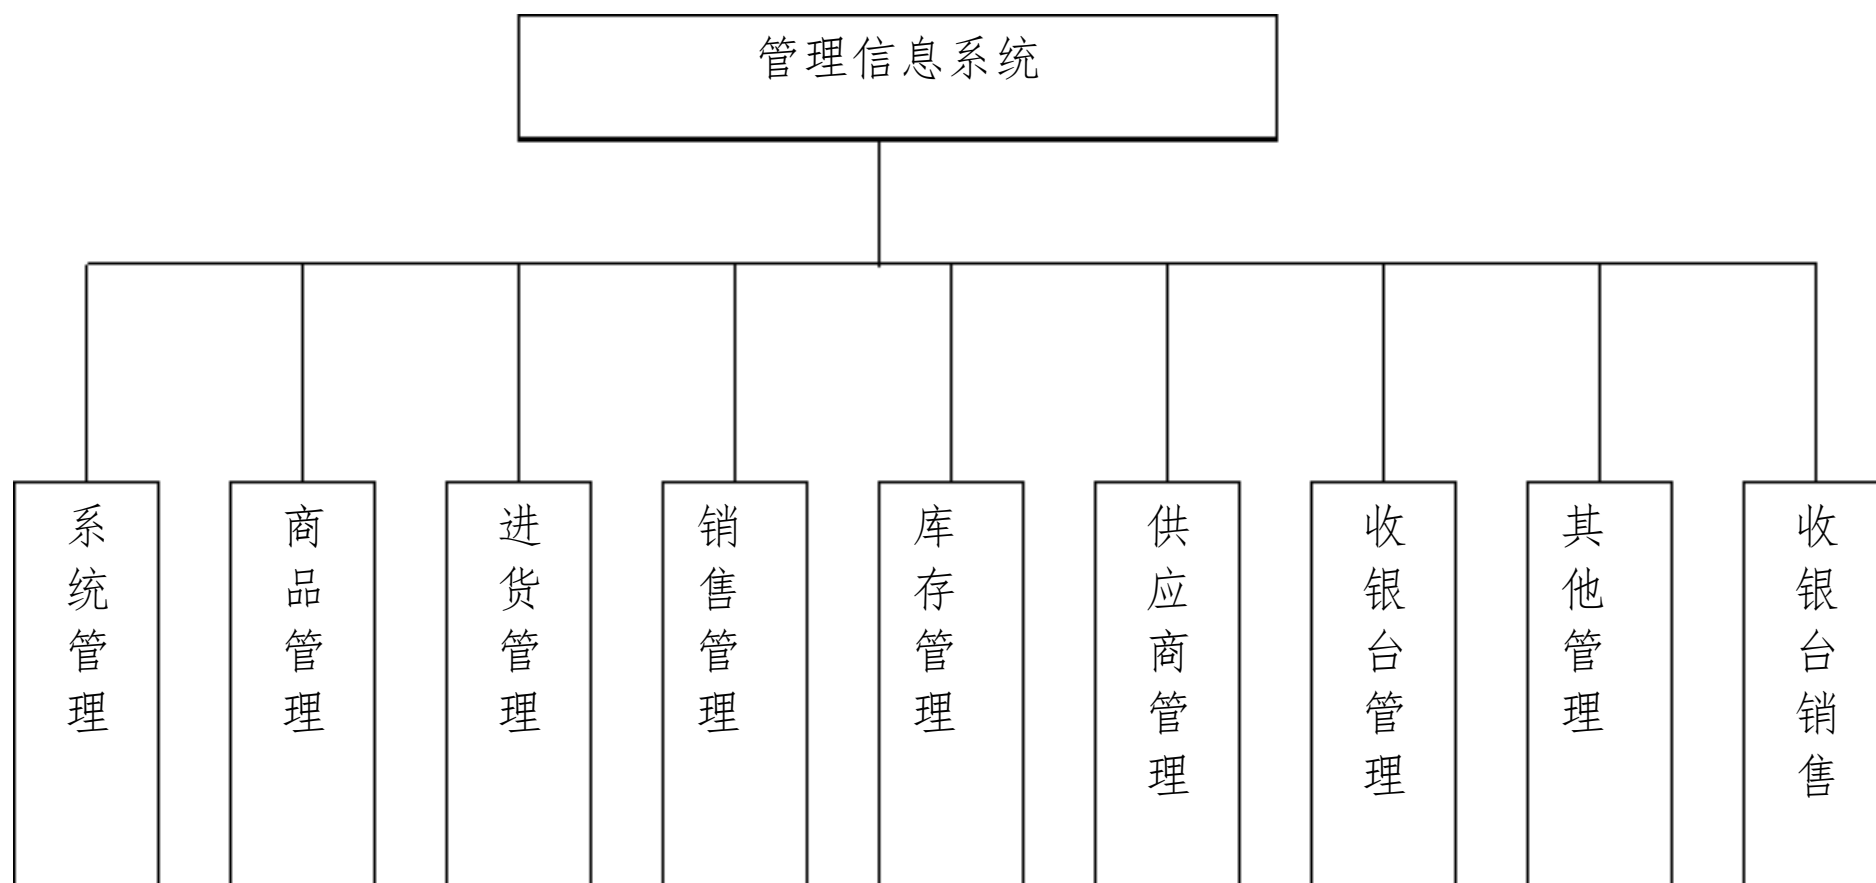 管理信息系统
系统管理
商品管理
进货管理
销售管理
库存管理
供应商管理
收银台管理
其他管理
收银台销售